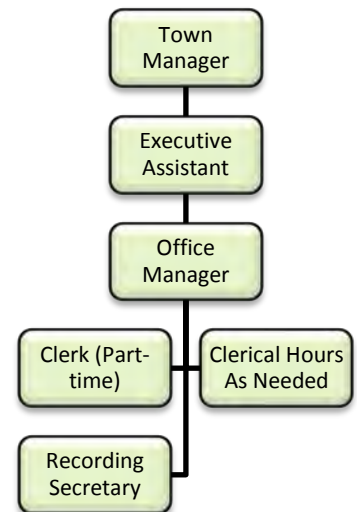 Town
Manager
Executive
Assistant
Office
Manager
Clerk (Part-
time)
Clerical Hours
As Needed
Recording
Secretary